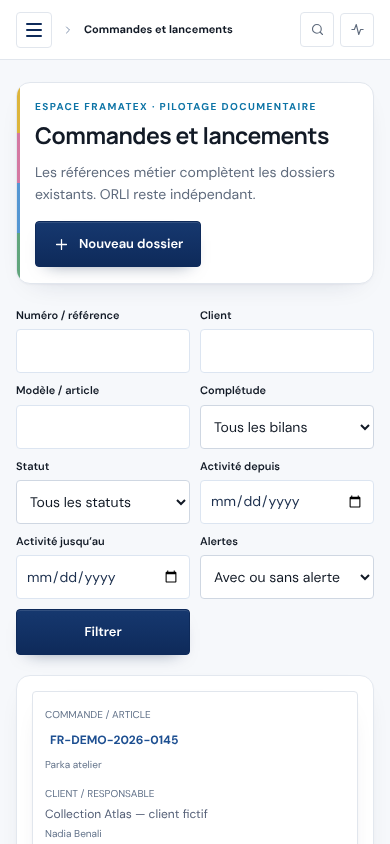 Commandes et lancements
ESPACE FRAMATEX · PILOTAGE DOCUMENTAIRE
Commandes et lancements
Les références métier complètent les dossiers
existants. ORLI reste indépendant.
Nouveau dossier
Numéro / référence
Client
Modèle / article
Complétude
Tous les bilans
Statut
Activité depuis
Tous les statuts
mm/dd/yyyy
Activité jusqu’au
Alertes
mm/dd/yyyy
Avec ou sans alerte
Filtrer
COMMANDE / ARTICLE
FR-DEMO-2026-0145
Parka atelier
CLIENT / RESPONSABLE
Collection Atlas — client fictif
Nadia Benali